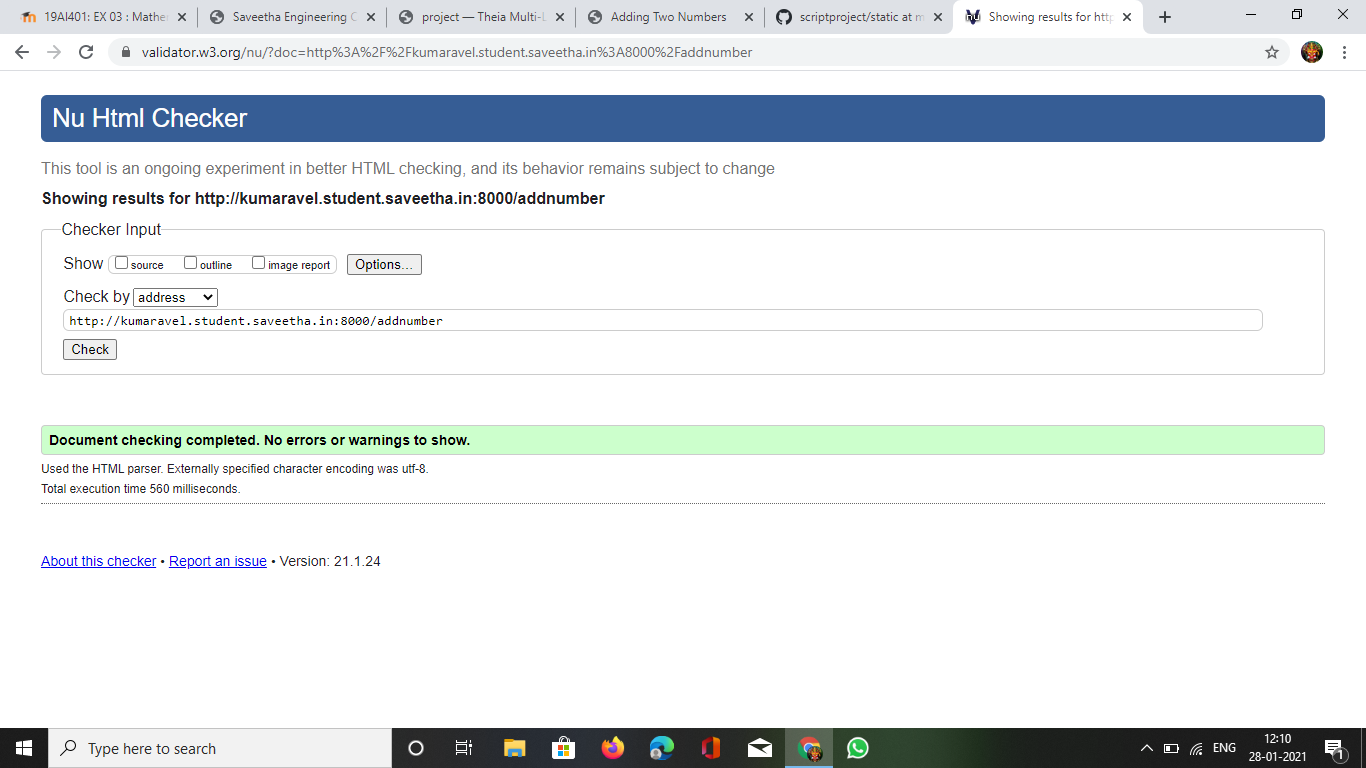 19AI401: EX 03 : Mather
Saveetha Engineering C
project — Theia Multi-L
Adding Two Numbers
scriptproject/static at m
Showing results for http
validator.w3.org/nu/?doc=http%3A%2F%2Fkumaravel.student.saveetha.in%3A8000%2Faddnumber
Nu Html Checker
This tool is an ongoing experiment in better HTML checking, and its behavior remains subject to change
Showing results for http://kumaravel.student.saveetha.in:8000/addnumber
Checker Input
Show source outline image report Options...
Check by address
http://kumaravel.student.saveetha.in:8000/addnumber
Check
Document checking completed. No errors or warnings to show.
Used the HTML parser. Externally specified character encoding was utf-8.
Total execution time 560 milliseconds.
About this checker • Report an issue • Version: 21.1.24
Type here to search
ENG
12:10
28-01-2021
1